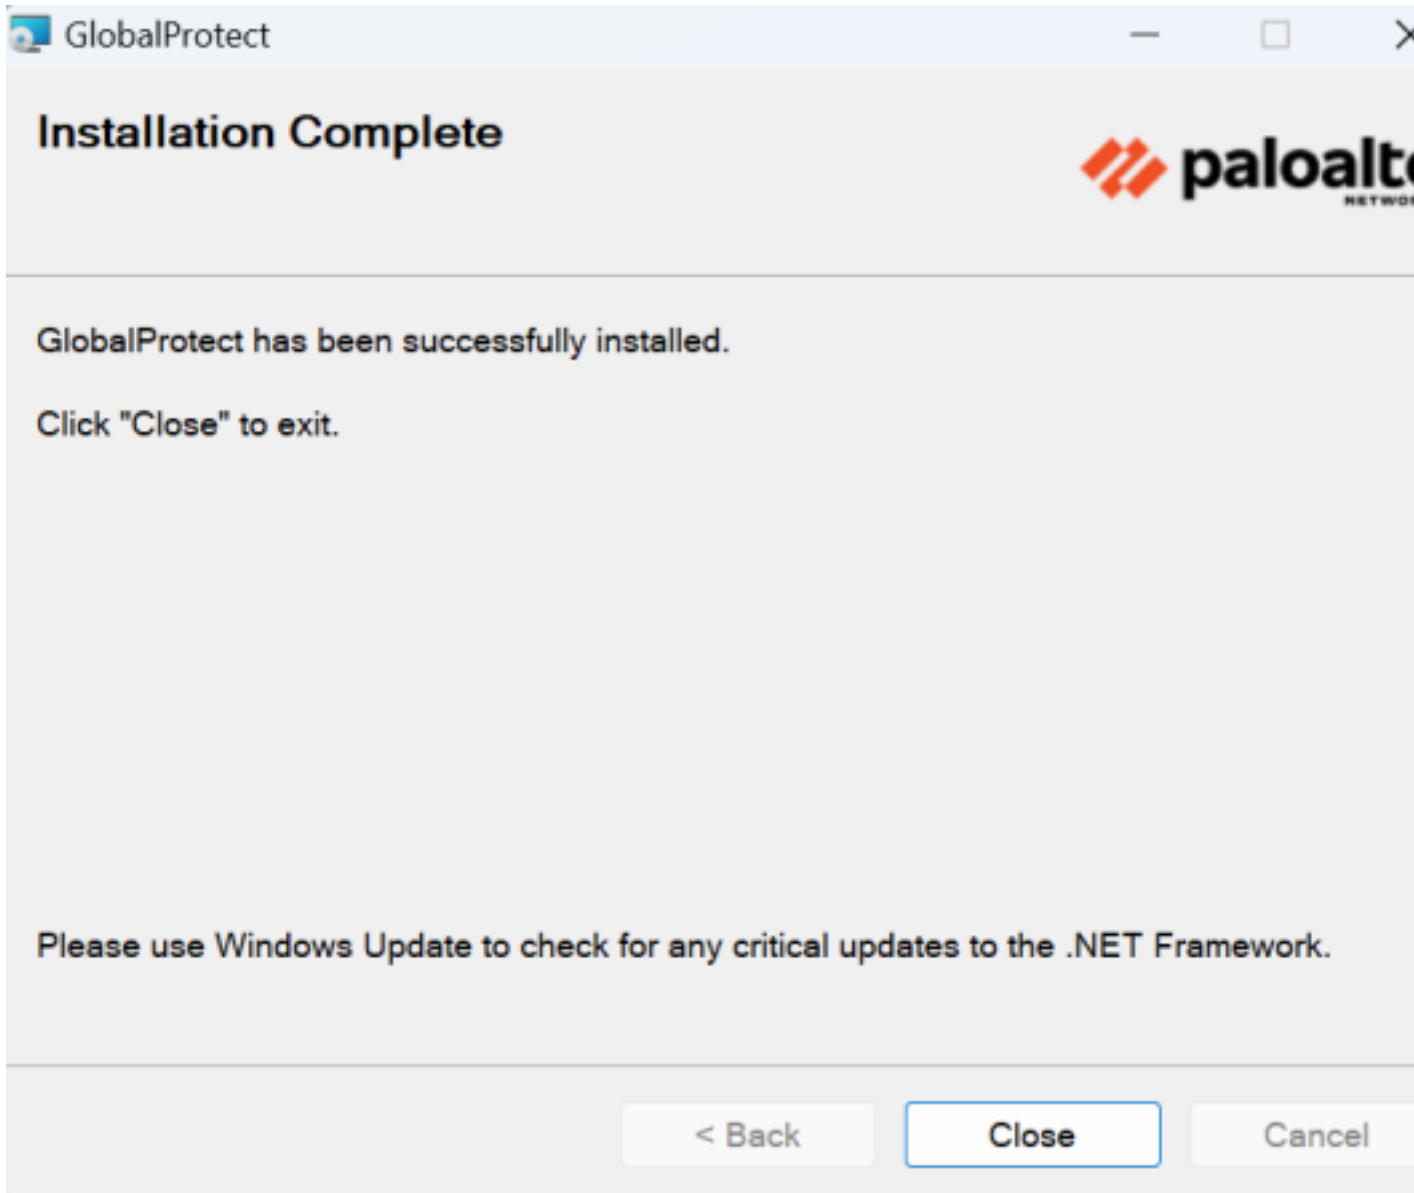 GlobalProtect
Installation Complete
paloalto
GlobalProtect has been successfully installed.
Click "Close" to exit.
Please use Windows Update to check for any critical updates to the .NET Framework.
< Back
Close
Cancel